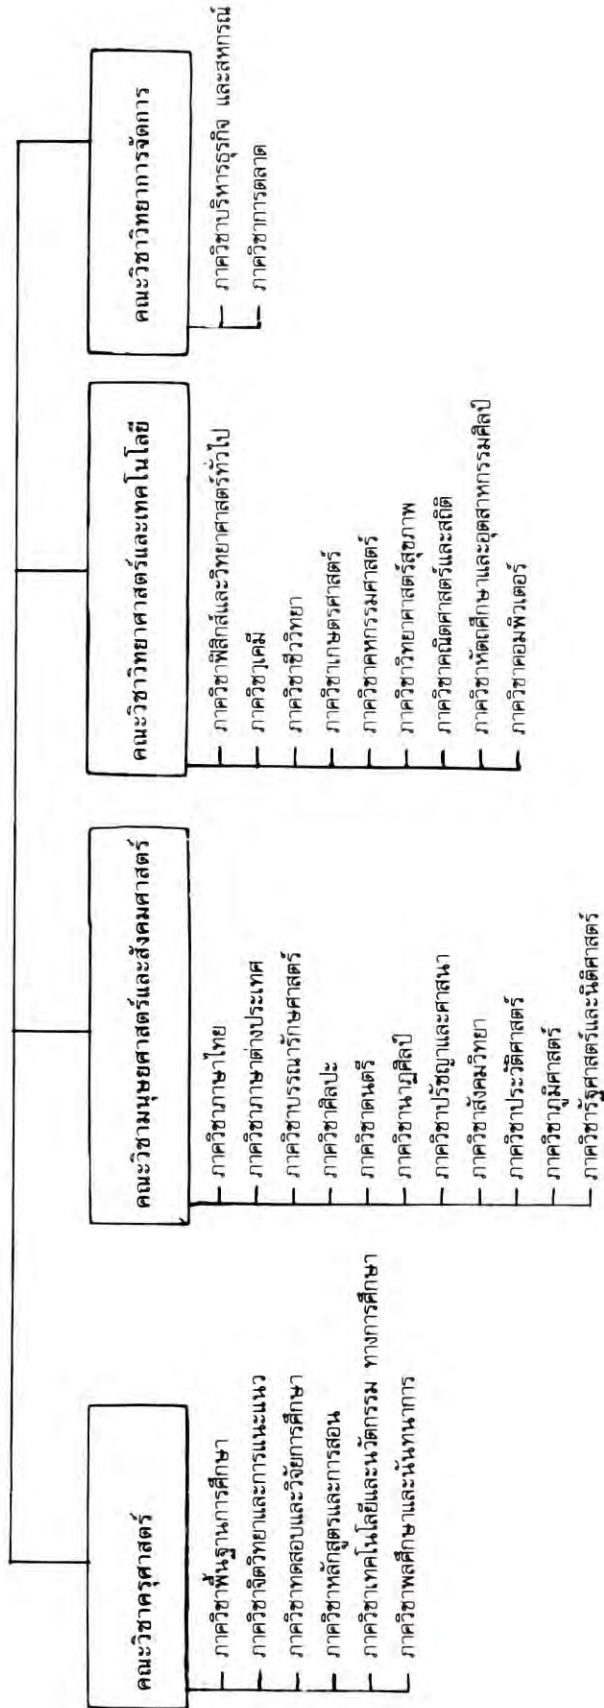 คณะวิชาครุศาสตร์
ภาควิชาพื้นฐานการศึกษา
ภาควิชาจิตวิทยาและการแนะแนว
ภาควิชาทดสอบและวิจัยการศึกษา
ภาควิชาหลักสูตรและการสอน
ภาควิชาเทคโนโลยีและนวัตกรรม ทางการศึกษา
ภาควิชาพลศึกษาและนันทนาการ
คณะวิชามนุษยศาสตร์และสังคมศาสตร์
ภาควิชาภาษาไทย
ภาควิชาภาษาต่างประเทศ
ภาควิชาบรรณารักษศาสตร์
ภาควิชาศิลปะ
ภาควิชาดนตรี
ภาควิชานาฏศิลป์
ภาควิชาปรัชญาและศาสนา
ภาควิชาสังคมวิทยา
ภาควิชาประวัติศาสตร์
ภาควิชาภูมิศาสตร์
ภาควิชารัฐศาสตร์และนิติศาสตร์
คณะวิชาวิทยาศาสตร์และเทคโนโลยี
ภาควิชาฟิสิกส์และวิทยาศาสตร์ทั่วไป
ภาควิชาเคมี
ภาควิชาชีววิทยา
ภาควิชาเกษตรศาสตร์
ภาควิชาคหกรรมศาสตร์
ภาควิชาวิทยาศาสตร์สุขภาพ
ภาควิชาคณิตศาสตร์และสถิติ
ภาควิชาหัตถศึกษาและอุตสาหกรรมศิลป์
ภาควิชาคอมพิวเตอร์
คณะวิชาวิทยาการจัดการ
ภาควิชาบริหารธุรกิจ และสหกรณ์
ภาควิชาการตลาด